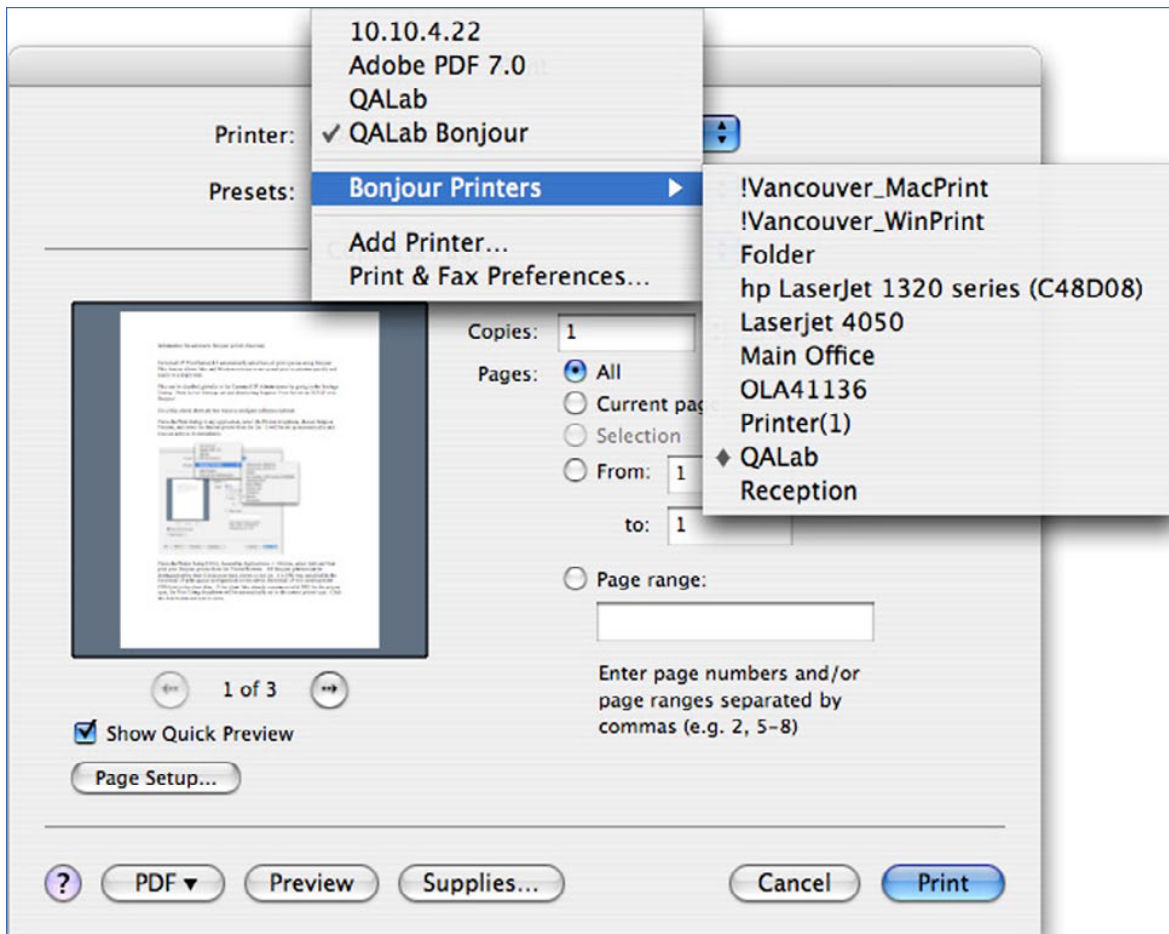 10.10.4.22
Adobe PDF 7.0
QALab
✓ QALab Bonjour
Bonjour Printers ▶
Add Printer...
Print & Fax Preferences...
!Vancouver_MacPrint
!Vancouver_WinPrint
Folder
hp LaserJet 1320 series (C48D08)
Laserjet 4050
Main Office
OLA41136
Printer(1)
♦ QALab
Reception
Printer:
Presets:
Copies: 1
Pages: All
Current pag
Selection
From: 1
to: 1
Page range:
Enter page numbers and/or
page ranges separated by
commas (e.g. 2, 5-8)
1 of 3
Show Quick Preview
Page Setup...
? PDF ▼ Preview Supplies... Cancel Print